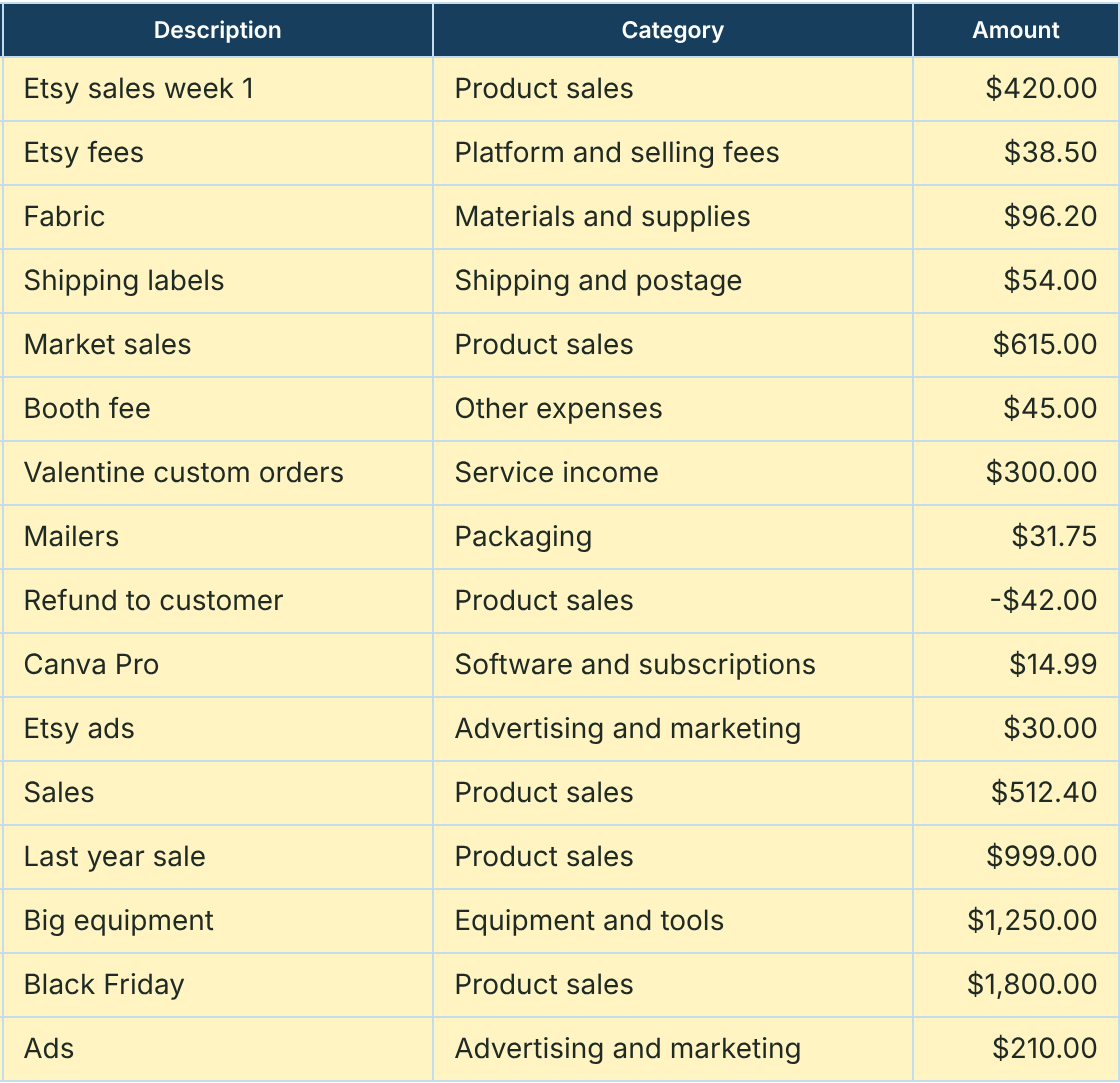 Description Category Amount
Etsy sales week 1 Product sales $420.00
Etsy fees Platform and selling fees $38.50
Fabric Materials and supplies $96.20
Shipping labels Shipping and postage $54.00
Market sales Product sales $615.00
Booth fee Other expenses $45.00
Valentine custom orders Service income $300.00
Mailers Packaging $31.75
Refund to customer Product sales -$42.00
Canva Pro Software and subscriptions $14.99
Etsy ads Advertising and marketing $30.00
Sales Product sales $512.40
Last year sale Product sales $999.00
Big equipment Equipment and tools $1,250.00
Black Friday Product sales $1,800.00
Ads Advertising and marketing $210.00